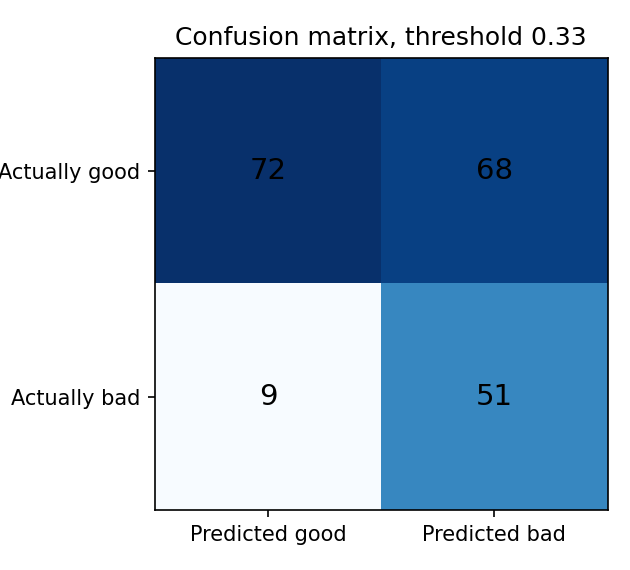 Confusion matrix, threshold 0.33
Actually good
72
68
Actually bad
9
51
Predicted good
Predicted bad